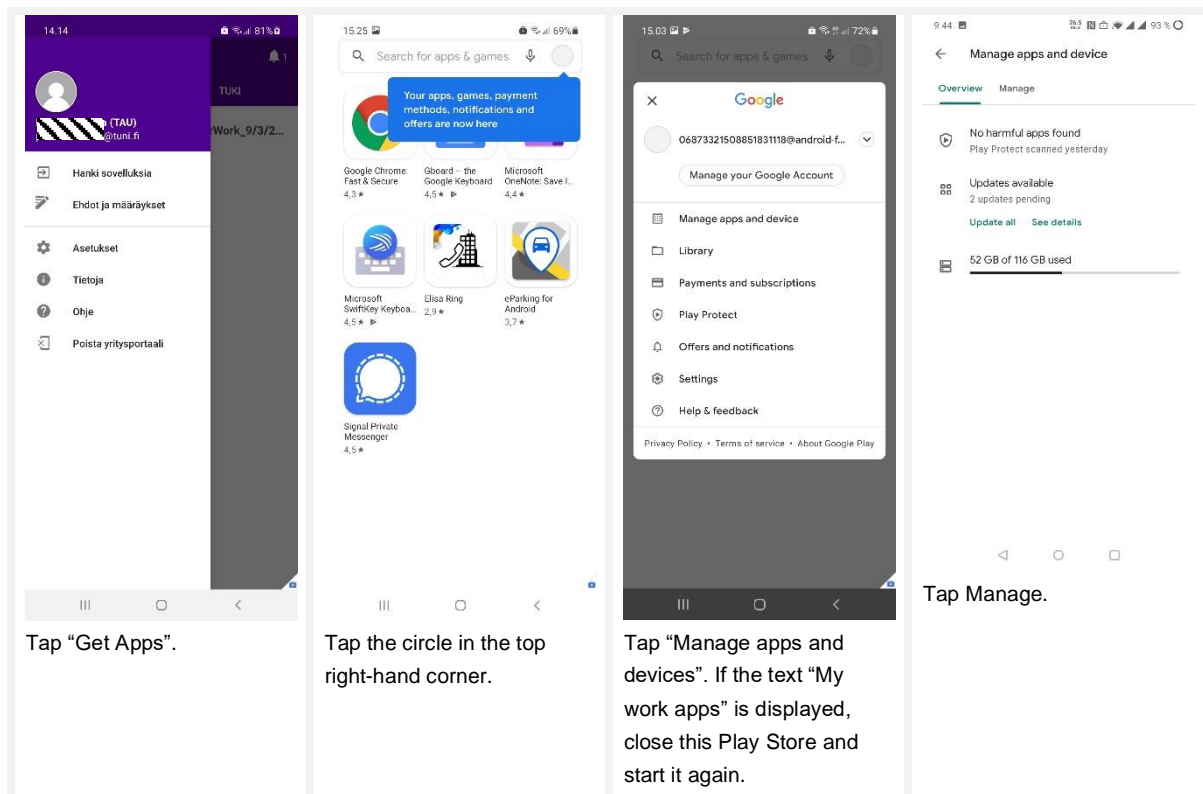 14.14
81%
1
TUKI
(TAU)
@tuni.fi
Work_9/3/2...
Hanki sovelluksia
Ehdot ja määräykset
Asetukset
Tietoja
Ohje
Poista yritysportaali
Tap “Get Apps”.
15.25
69%
Search for apps & games
Your apps, games, payment
methods, notifications and
offers are now here
Google Chrome:
Fast & Secure
4,3★
Gboard – the
Google Keyboard
4,5★
Microsoft
OneNote: Save I...
4,4★
Microsoft
SwiftKey Keyboa...
4,5★
Elisa Ring
2,9★
eParking for
Android
3,7★
Signal Private
Messenger
4,5★
Tap the circle in the top
right-hand corner.
15.03
72%
Search for apps & games
Google
06873321508851831118@android-f...
Manage your Google Account
Manage apps and device
Library
Payments and subscriptions
Play Protect
Offers and notifications
Settings
Help & feedback
Privacy Policy • Terms of service • About Google Play
Tap “Manage apps and
devices”. If the text “My
work apps” is displayed,
close this Play Store and
start it again.
9.44
26.5
93 %
Manage apps and device
Overview Manage
No harmful apps found
Play Protect scanned yesterday
Updates available
2 updates pending
Update all See details
52 GB of 116 GB used
Tap Manage.